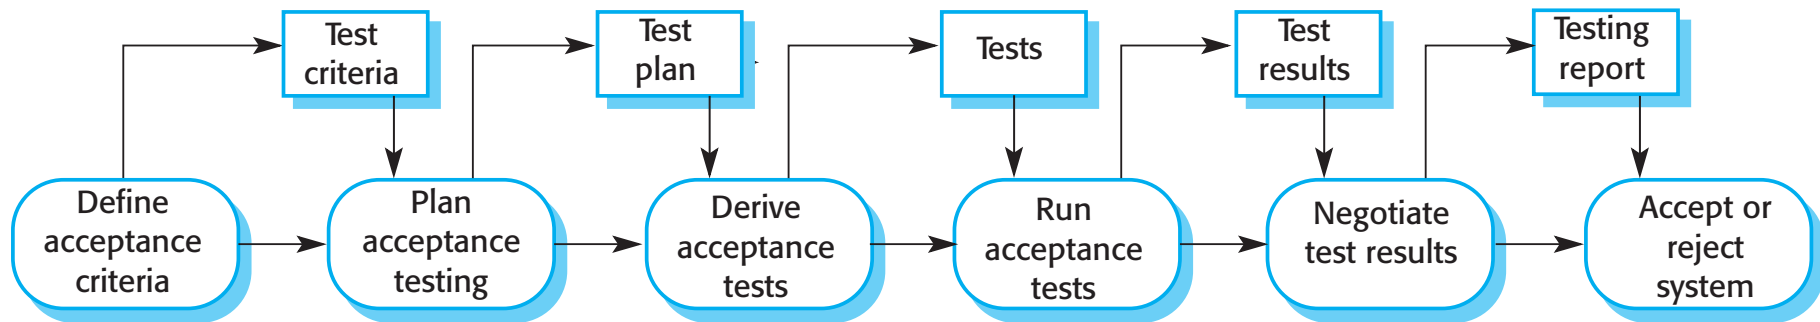 Test
criteria
Test
plan
Tests
Test
results
Testing
report
Define
acceptance
criteria
Plan
acceptance
testing
Derive
acceptance
tests
Run
acceptance
tests
Negotiate
test results
Accept or
reject
system